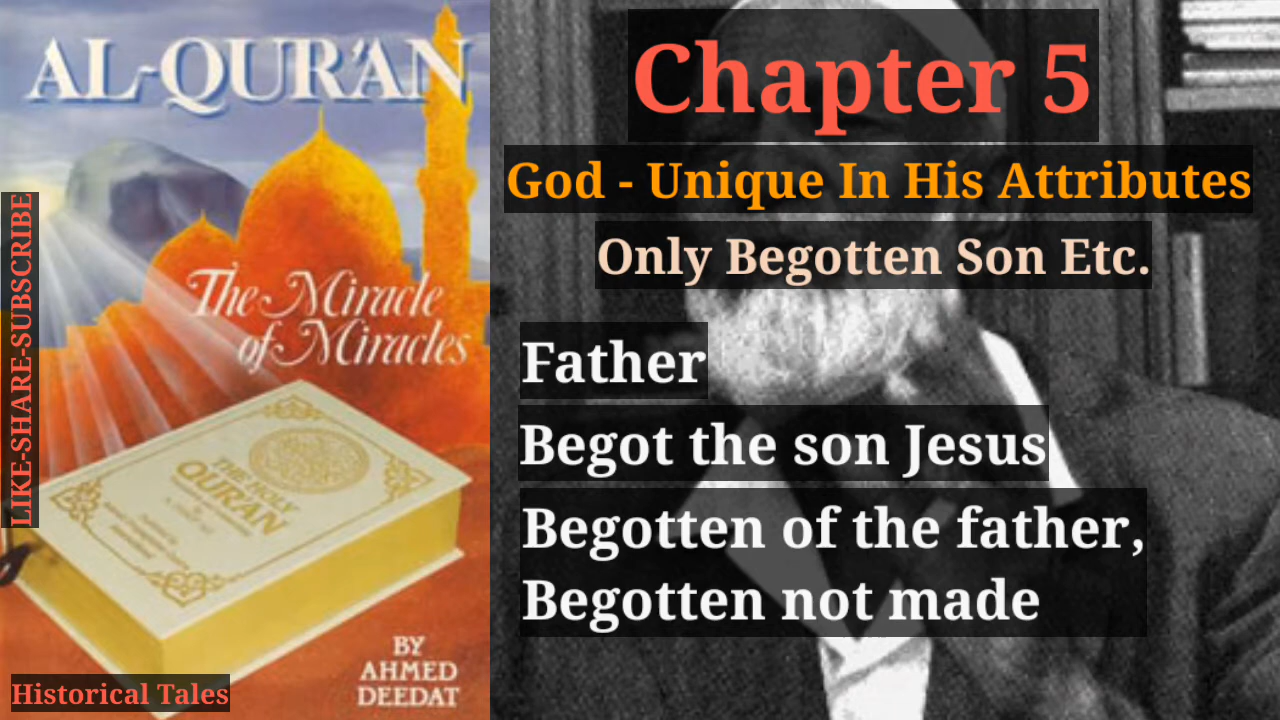 AL-QUR'AN
The Miracle
of Miracles
THE HOLY
QUR'AN
BY
AHMED
DEEDAT
LIKE-SHARE-SUBSCRIBE
Historical Tales
Chapter 5
God - Unique In His Attributes
Only Begotten Son Etc.
Father
Begot the son Jesus
Begotten of the father,
Begotten not made